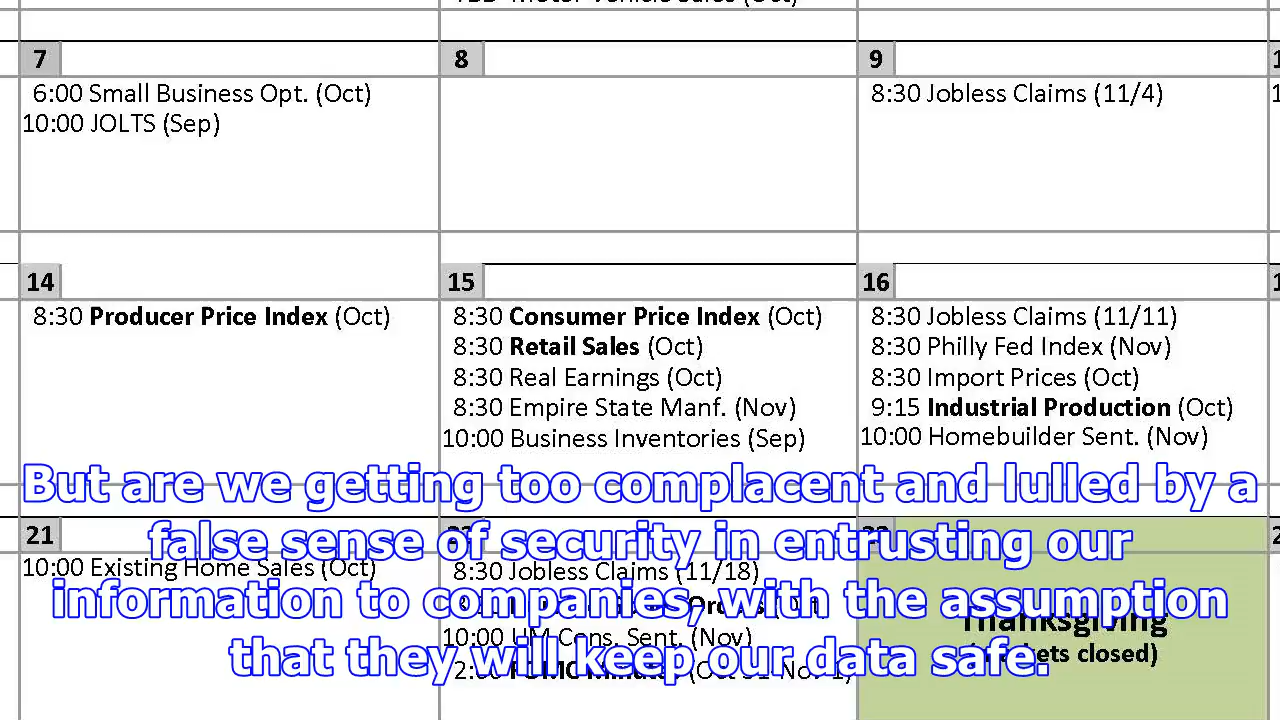 7
8
9
6:00 Small Business Opt. (Oct)
8:30 Jobless Claims (11/4)
10:00 JOLTS (Sep)
14
15
16
8:30 Producer Price Index (Oct)
8:30 Consumer Price Index (Oct)
8:30 Jobless Claims (11/11)
8:30 Retail Sales (Oct)
8:30 Philly Fed Index (Nov)
8:30 Real Earnings (Oct)
8:30 Import Prices (Oct)
8:30 Empire State Manf. (Nov)
9:15 Industrial Production (Oct)
10:00 Business Inventories (Sep)
10:00 Homebuilder Sent. (Nov)
But are we getting too complacent and lulled by a
false sense of security in entrusting our
information to companies, with the assumption
that they will keep our data safe.
21
10:00 Existing Home Sales (Oct)
8:30 Jobless Claims (11/18)
10:00 UM Cons. Sent. (Nov)
Thanksgiving
closed)